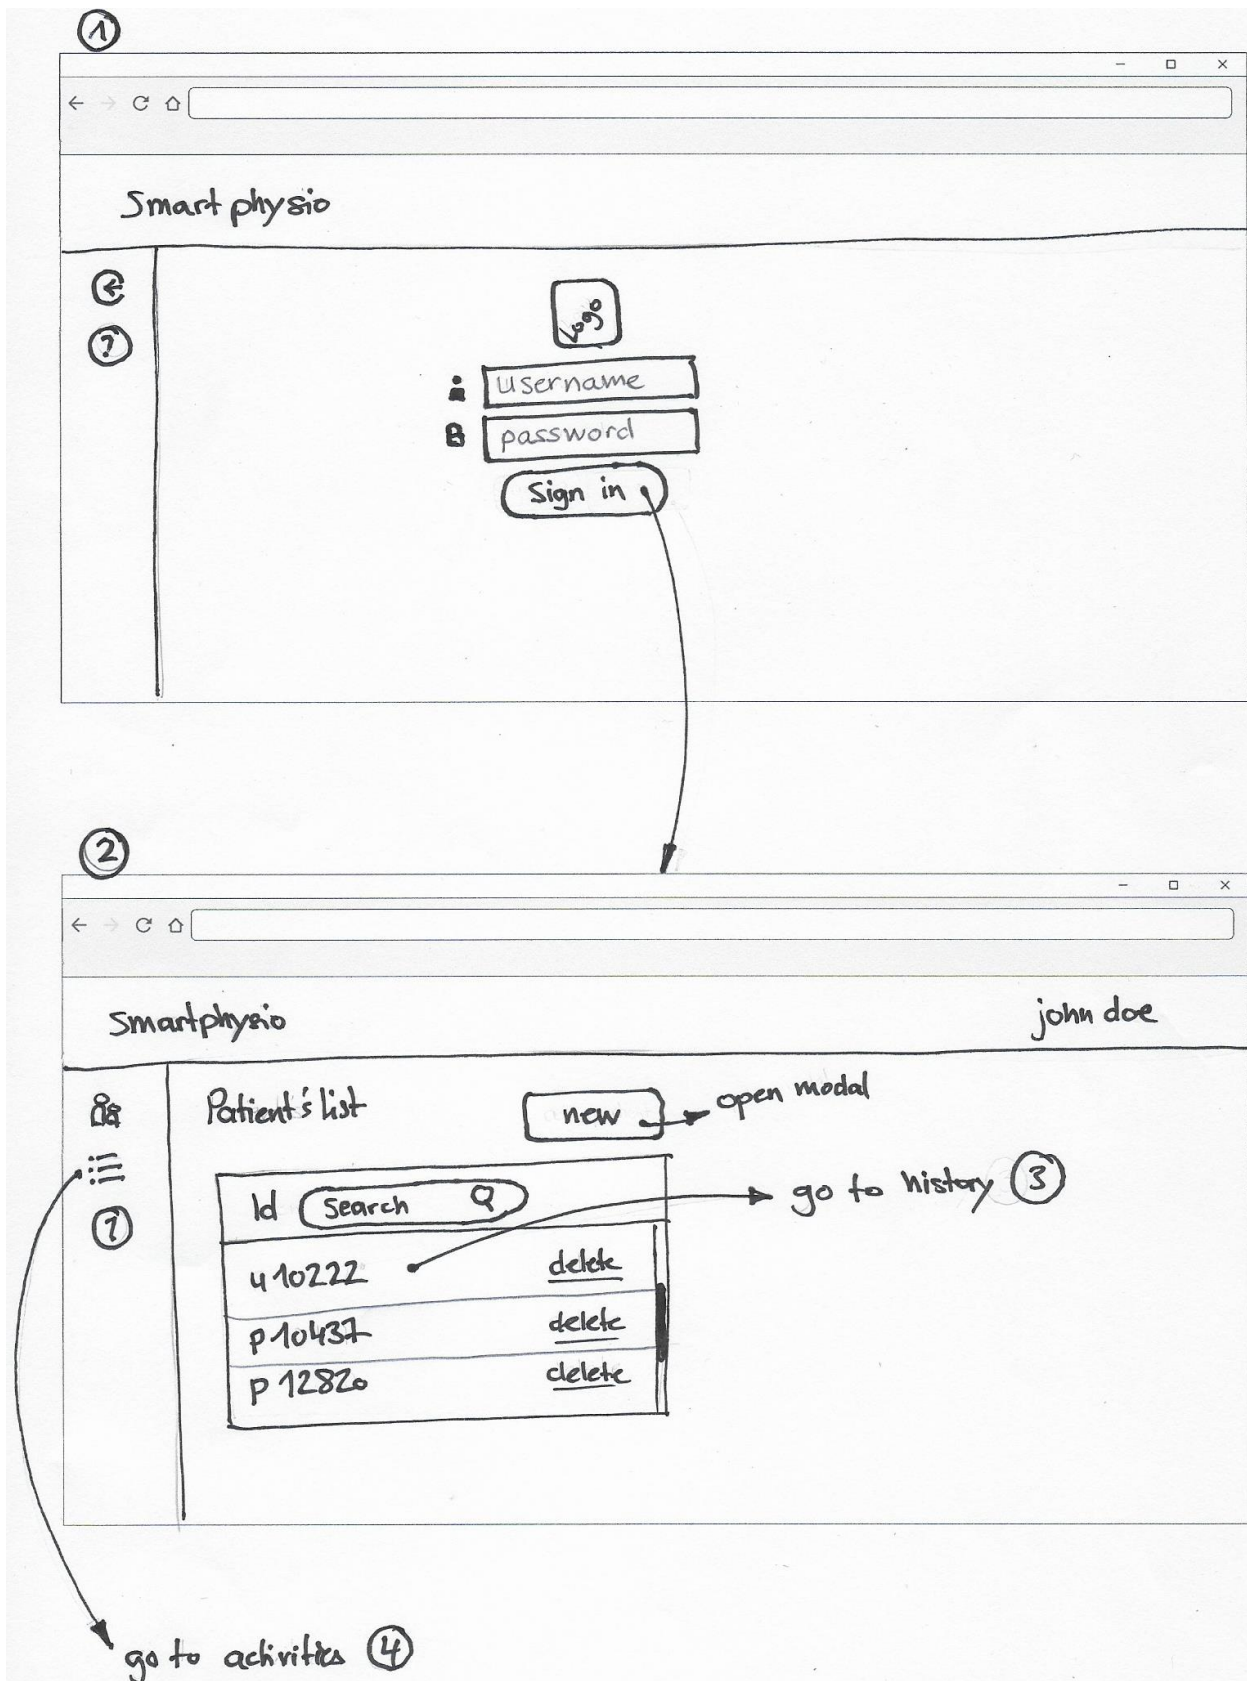 1
Smart physio
?
Logo
username
password
Sign in
2
Smartphysio john doe
Patient's list new open modal
Id Search go to history 3
?
u10222 delete
p10437 delete
p12820 delete
go to activities 4